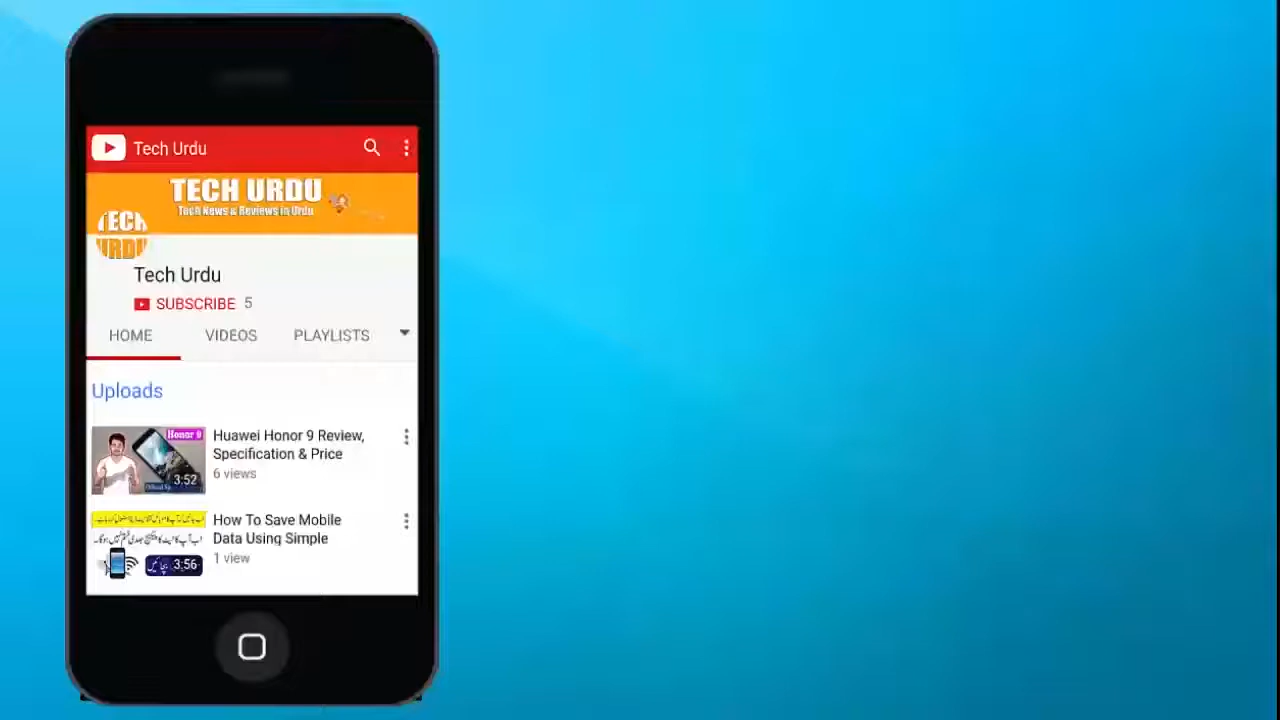 Tech Urdu
TECH URDU
Tech News & Reviews in Urdu
TECH
URDU
Tech Urdu
SUBSCRIBE 5
HOME VIDEOS PLAYLISTS
Uploads
Honor 9
3:52
Huawei Honor 9 Review,
Specification & Price
6 views
3:56
How To Save Mobile
Data Using Simple
1 view